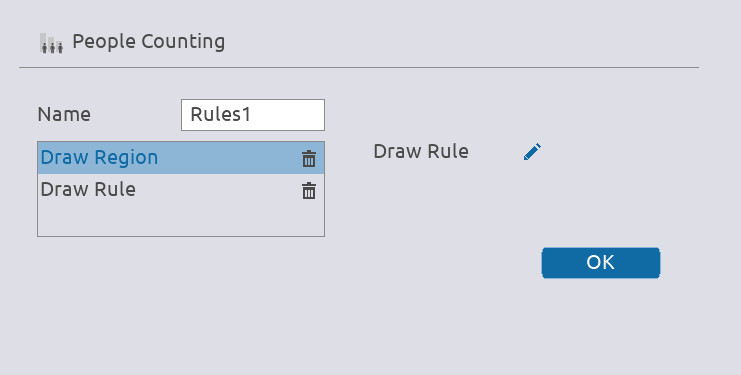 People Counting
Name
Rules1
Draw Region
Draw Rule
Draw Rule
OK